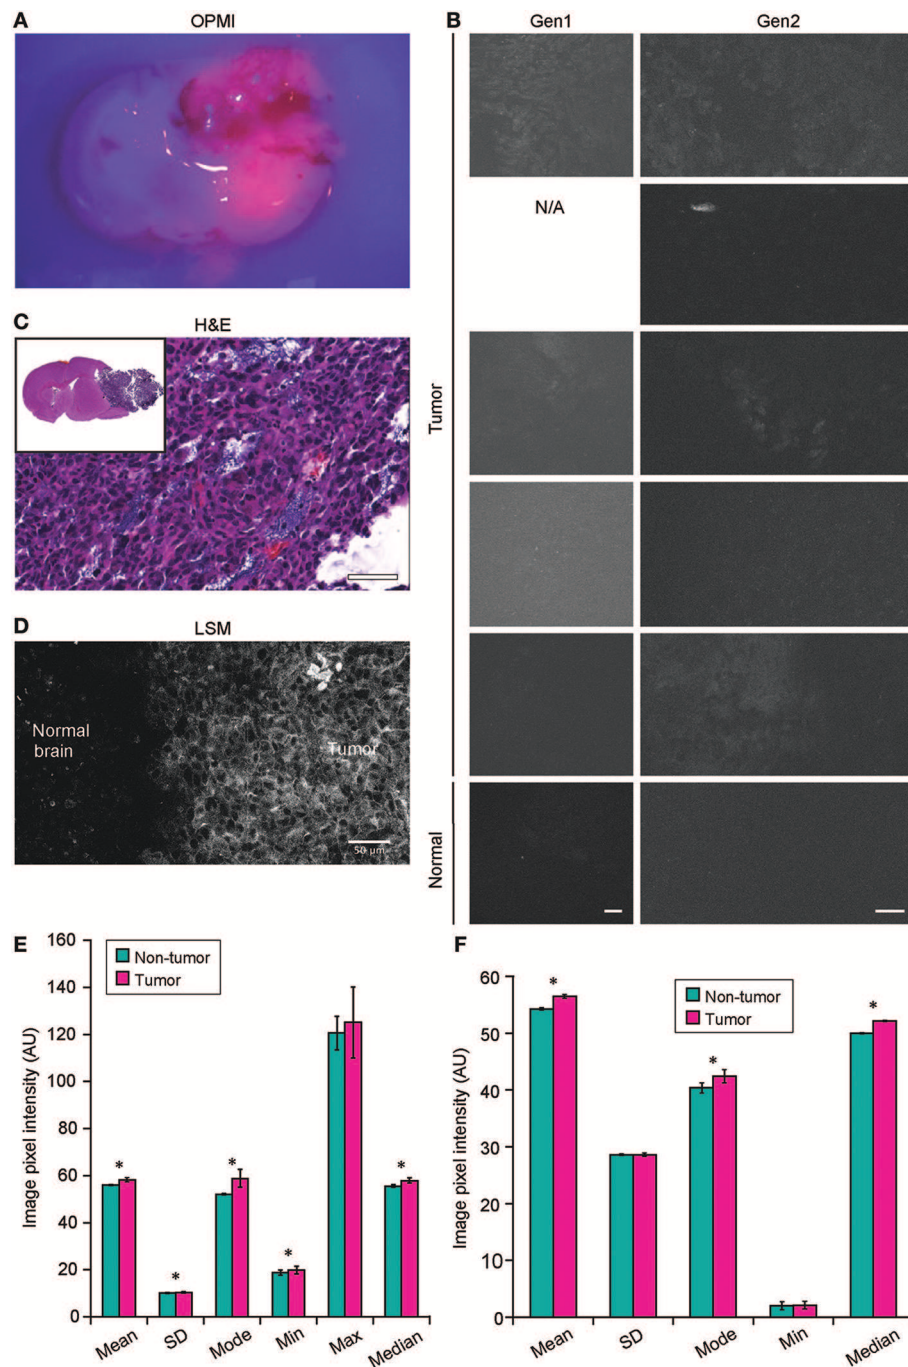 A
OPMI
B
Gen1
Gen2
Tumor
N/A
C
H&E
D
LSM
Normal
brain
Tumor
50 µm
Normal
E
160
140
120
100
80
60
40
20
0
Image pixel intensity (AU)
Non-tumor
Tumor
*
*
*
*
*
Mean
SD
Mode
Min
Max
Median
F
60
50
40
30
20
10
0
Image pixel intensity (AU)
Non-tumor
Tumor
*
*
*
Mean
SD
Mode
Min
Median